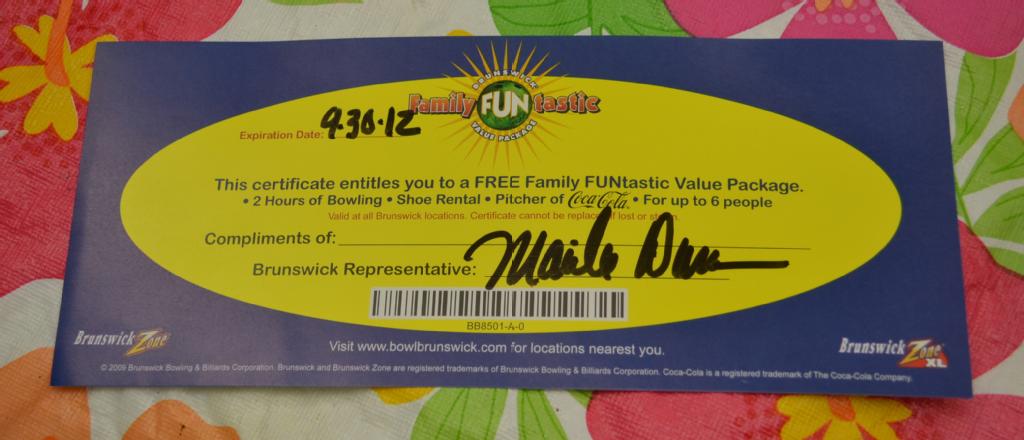 BRUNSWICK
Family FUNtastic
VALUE PACKAGE
Expiration Date: 9.30.12
This certificate entitles you to a FREE Family FUNtastic Value Package.
• 2 Hours of Bowling • Shoe Rental • Pitcher of Coca-Cola • For up to 6 people
Valid at all Brunswick locations. Certificate cannot be replaced if lost or stolen.
Compliments of:
Brunswick Representative:
BB8501-A-0
Brunswick Zone
Visit www.bowlbrunswick.com for locations nearest you.
Brunswick Zone XL
© 2009 Brunswick Bowling & Billiards Corporation. Brunswick and Brunswick Zone are registered trademarks of Brunswick Bowling & Billiards Corporation. Coca-Cola is a registered trademark of The Coca-Cola Company.